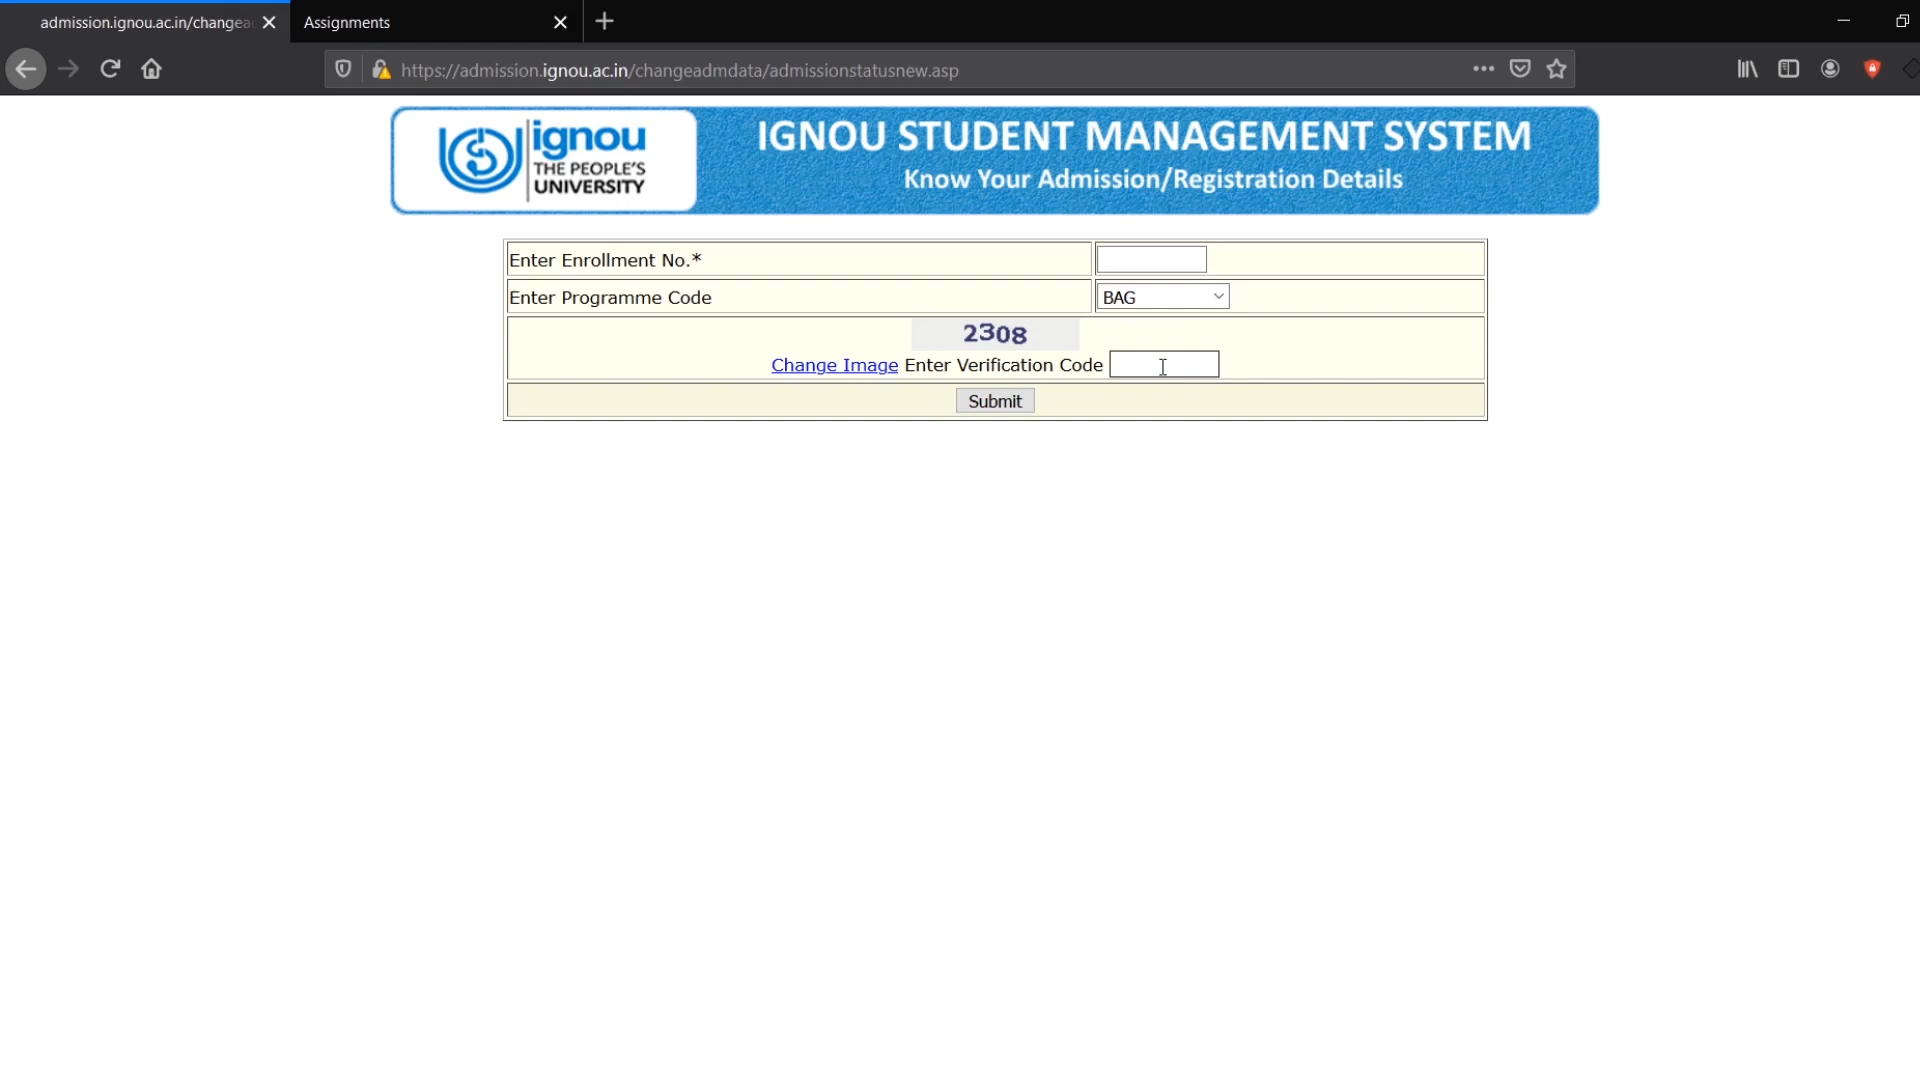 admission.ignou.ac.in/changea
Assignments
https://admission.ignou.ac.in/changeadmdata/admissionstatusnew.asp
ignou
THE PEOPLE'S
UNIVERSITY
IGNOU STUDENT MANAGEMENT SYSTEM
Know Your Admission/Registration Details
Enter Enrollment No.*
Enter Programme Code BAG
2308
Change Image Enter Verification Code
Submit